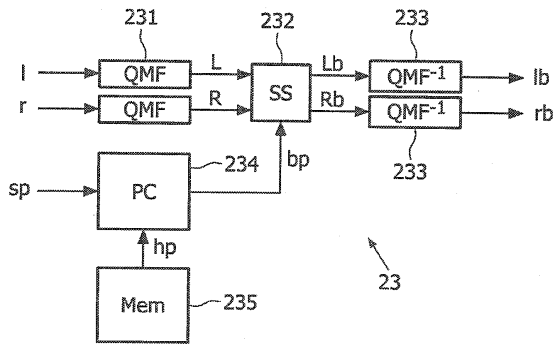 231 232 233
l QMF L SS Lb QMF-1 lb
r QMF R Rb QMF-1 rb
234 bp 233
sp PC
hp
Mem 235 23